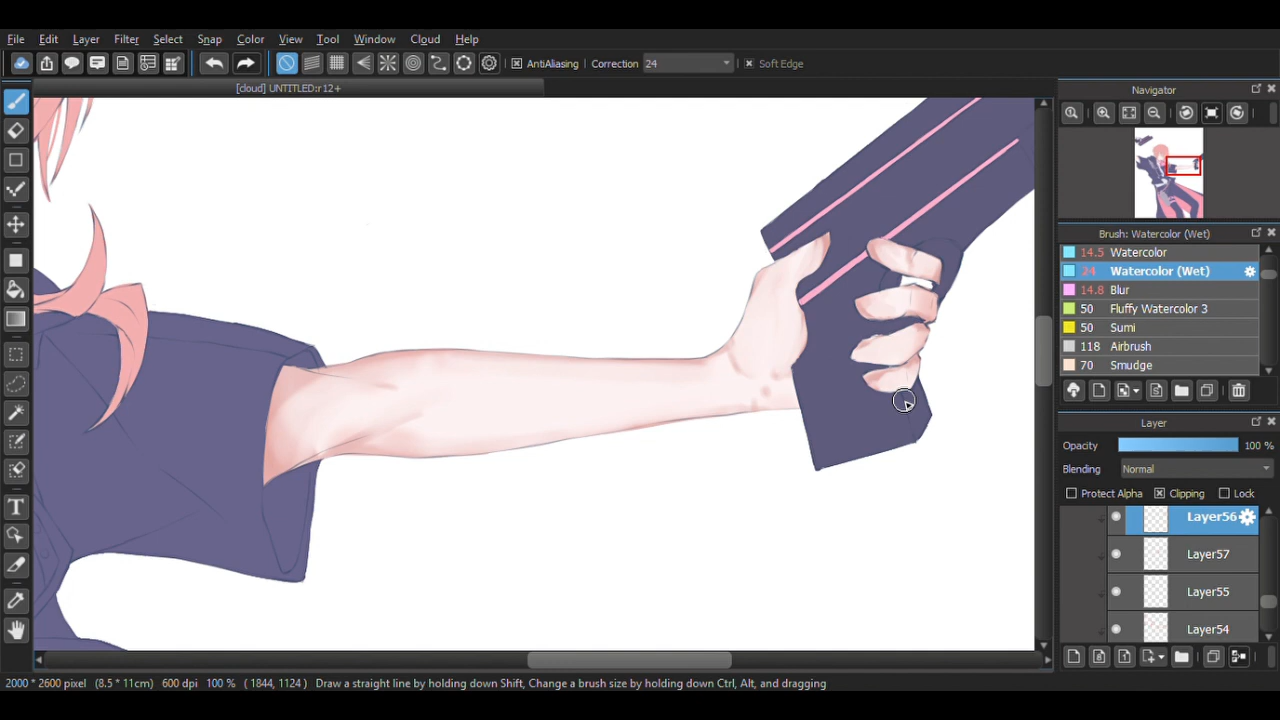 File Edit Layer Filter Select Snap Color View Tool Window Cloud Help
AntiAliasing Correction 24 Soft Edge
[cloud] UNTITLED:r12+
Navigator
Brush: Watercolor (Wet)
14.5 Watercolor
24 Watercolor (Wet)
14.8 Blur
50 Fluffy Watercolor 3
50 Sumi
118 Airbrush
70 Smudge
Layer
Opacity 100 %
Blending Normal
Protect Alpha Clipping Lock
Layer56
Layer57
Layer55
Layer54
2000 * 2600 pixel (8.5 * 11cm) 600 dpi 100 % ( 1844, 1124 ) Draw a straight line by holding down Shift, Change a brush size by holding down Ctrl, Alt, and dragging